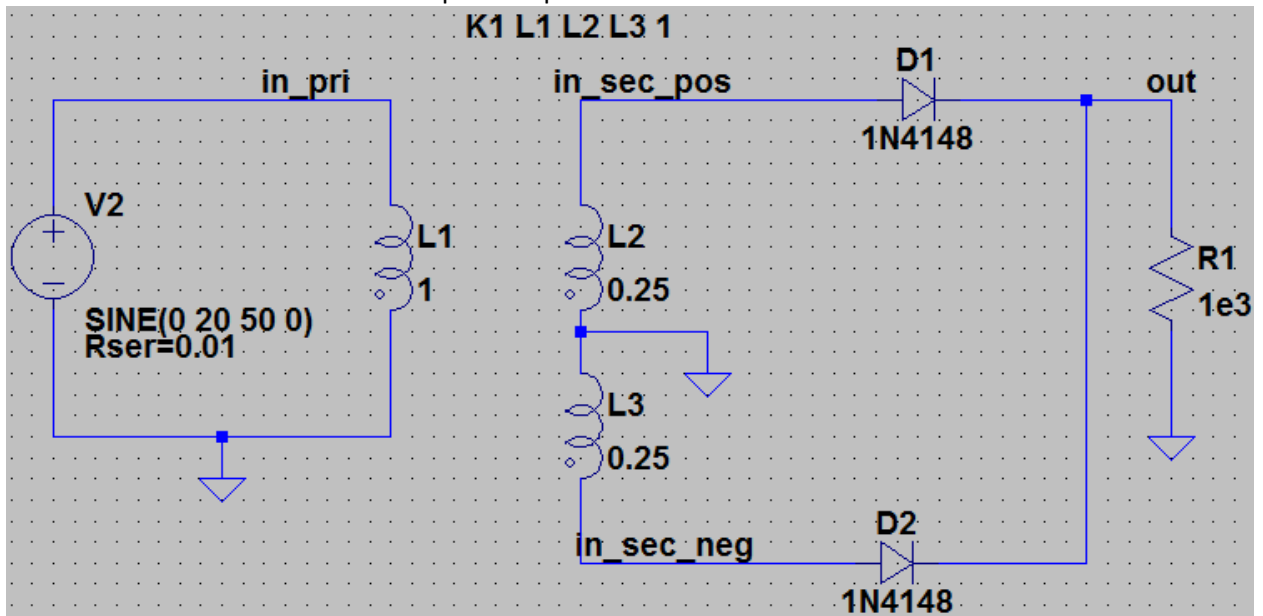 K1 L1 L2 L3 1
in_pri
in_sec_pos
D1
out
1N4148
V2
L1
L2
R1
1
0.25
1e3
SINE(0 20 50 0)
Rser=0.01
L3
0.25
in_sec_neg
D2
1N4148